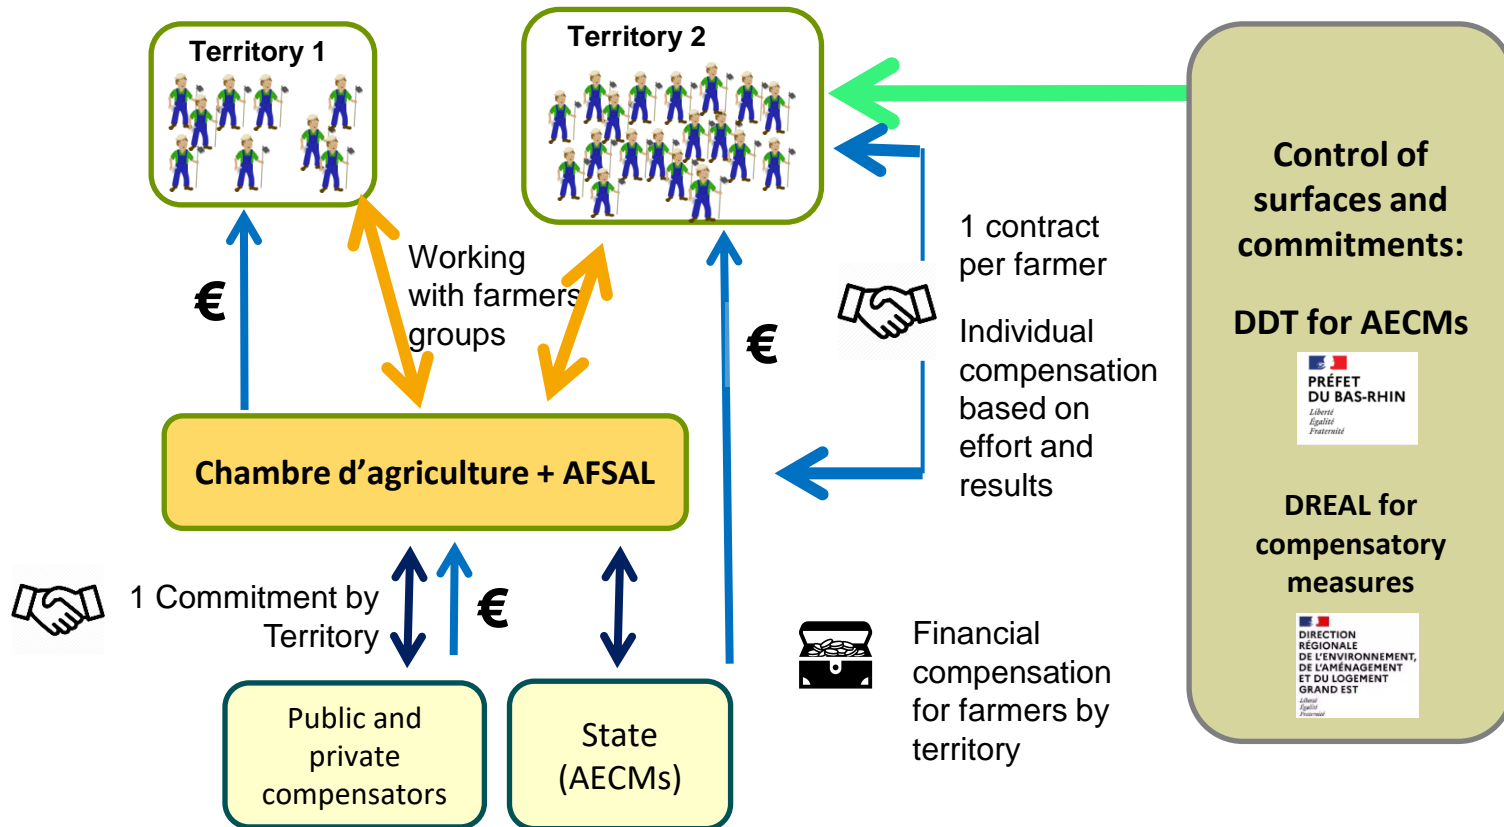 Territory 1
Territory 2
Working
with farmers
groups
€
€
1 contract
per farmer
Individual
compensation
based on
effort and
results
Chambre d'agriculture + AFSAL
1 Commitment by
Territory
€
Public and
private
compensators
State
(AECMs)
Financial
compensation
for farmers by
territory
Control of
surfaces and
commitments:
DDT for AECMs
PRÉFET
DU BAS-RHIN
Liberté
Égalité
Fraternité
DREAL for
compensatory
measures
DIRECTION
RÉGIONALE
DE L'ENVIRONNEMENT,
DE L'AMÉNAGEMENT
ET DU LOGEMENT
GRAND EST
Liberté
Égalité
Fraternité